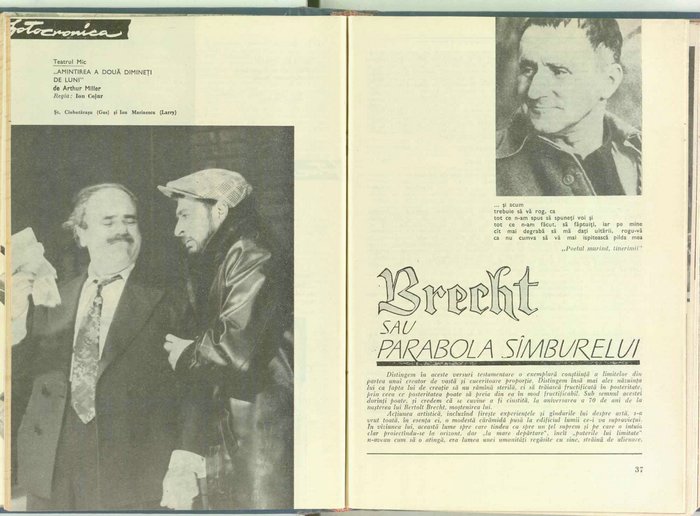 fotocronica
Teatrul Mic
„AMINTIREA A DOUĂ DIMINEȚI
DE LUNI”
de Arthur Miller
Regia: Ion Cojar
Șt. Ciubotărașu (Gus) și Ion Marinescu (Larry)
... și acum
trebuie să vă rog, ca
tot ce n-am spus să spuneți voi și
tot ce n-am făcut, să făptuiți, iar pe mine
cît mai degrabă să mă dați uitării, rogu-vă
ca nu cumva să vă mai ispitească pilda mea
„Poetul murind, tinerimii”
Brecht
SAU
PARABOLA SÎMBURELUI
Distingem în aceste versuri testamentare o exemplară conștiință a limitelor din
partea unui creator de vastă și cuceritoare proporție. Distingem însă mai ales năzuința
lui ca fapta lui de creație să nu rămînă sterilă, ci să trăiască fructificată în posteritate,
prin ceea ce posteritatea poate să preia din ea în mod fructificabil. Sub semnul acestei
dorinți poate, și credem că se cuvine a fi cinstită, la aniversarea a 70 de ani de la
nașterea lui Bertolt Brecht, moștenirea lui.
Acțiunea artistică, incluzînd firește experiențele și gîndurile lui despre artă, s-a
vrut toată, în esența ei, o modestă cărămidă pusă la edificiul lumii ce-i va supraviețui.
În viziunea lui, această lume spre care tindea ca spre un țel suprem și pe care o intuia
clar proiectîndu-se la orizont, dar „la mare depărtare”, încît „puterile lui limitate”
n-aveau cum să o atingă, era lumea unei umanități regăsite cu sine, străină de alienare,
37